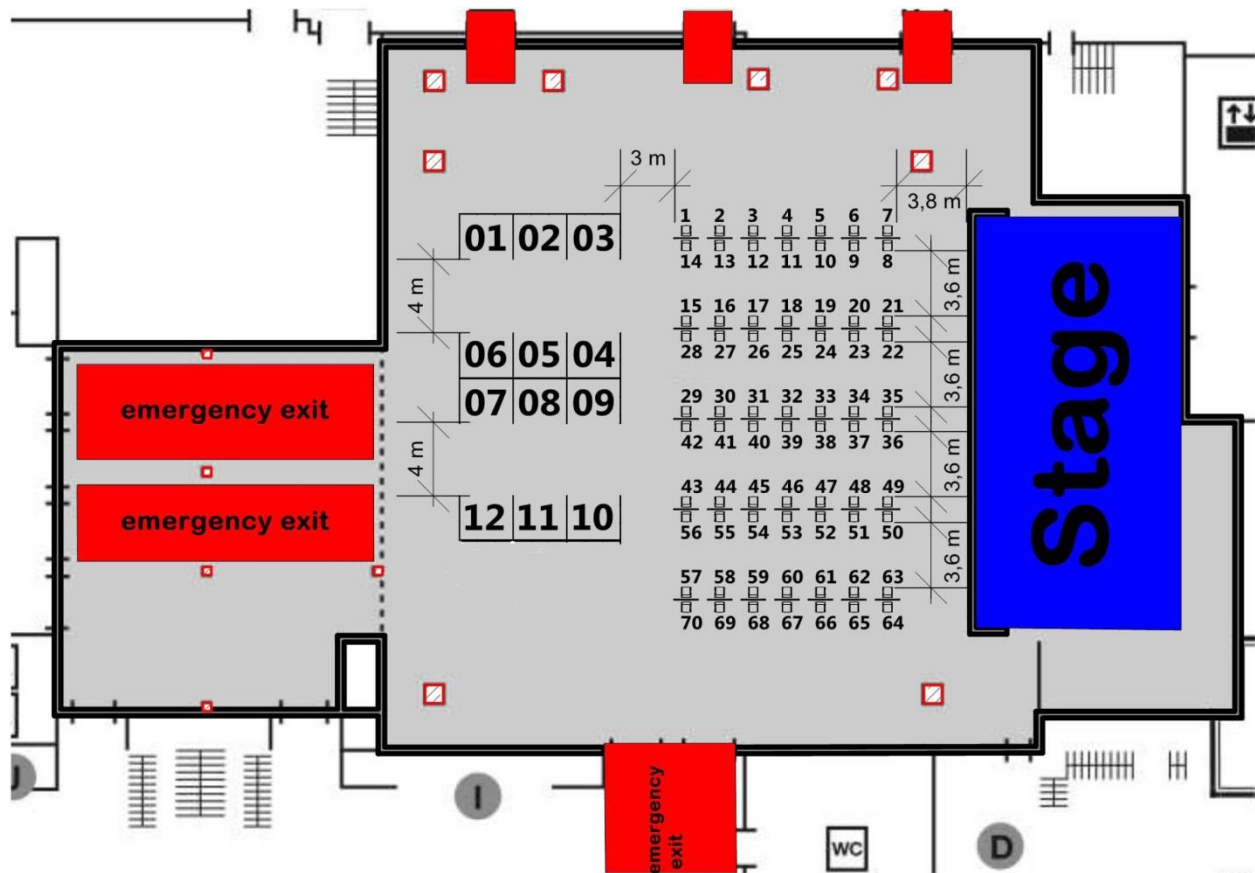 3 m
3,8 m
1 2 3 4 5 6 7
01 02 03
14 13 12 11 10 9 8
3,6 m
4 m
15 16 17 18 19 20 21
06 05 04
28 27 26 25 24 23 22
3,6 m
Stage
07 08 09
29 30 31 32 33 34 35
emergency exit
42 41 40 39 38 37 36
4 m
3,6 m
43 44 45 46 47 48 49
emergency exit
12 11 10
56 55 54 53 52 51 50
3,6 m
57 58 59 60 61 62 63
70 69 68 67 66 65 64
I
emergency
exit
WC
D